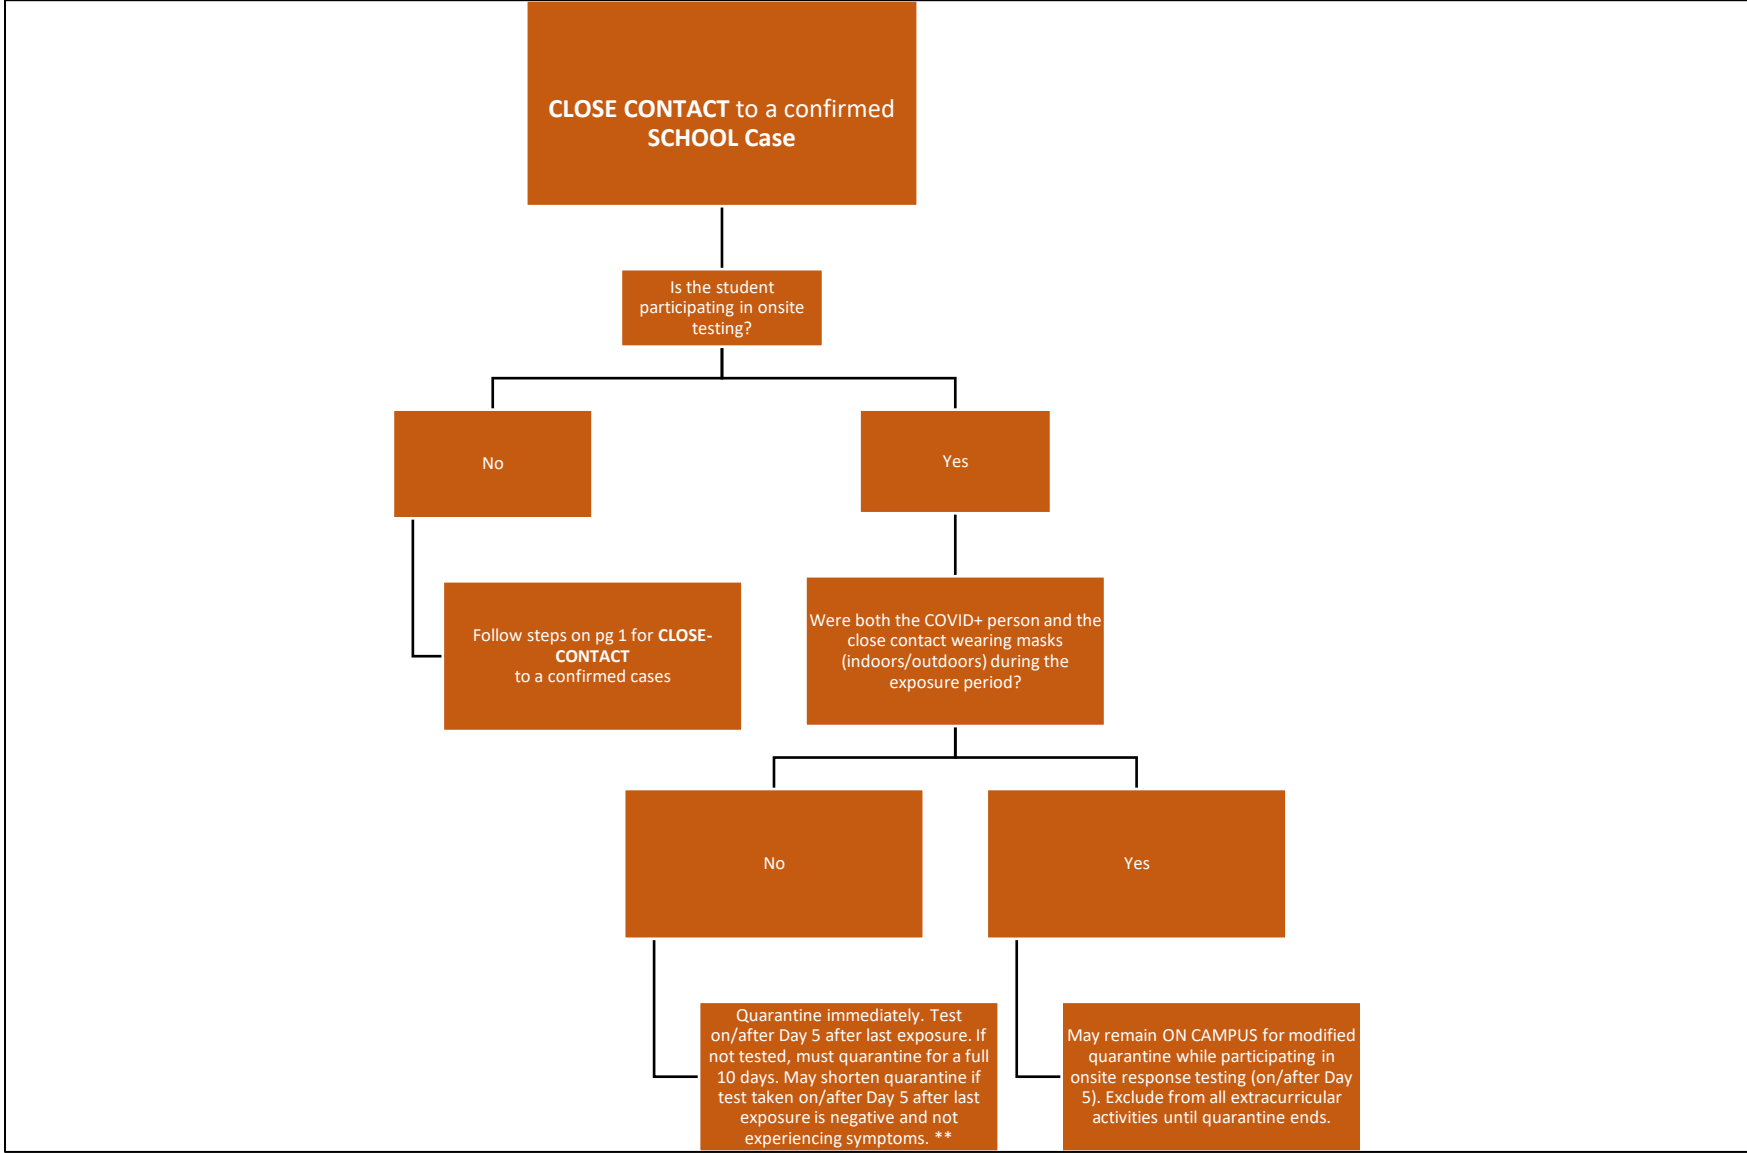 CLOSE CONTACT to a confirmed
SCHOOL Case
Is the student
participating in onsite
testing?
No
Yes
Follow steps on pg 1 for CLOSE-
CONTACT
to a confirmed cases
Were both the COVID+ person and the
close contact wearing masks
(indoors/outdoors) during the
exposure period?
No
Yes
Quarantine immediately. Test
on/after Day 5 after last exposure. If
not tested, must quarantine for a full
10 days. May shorten quarantine if
test taken on/after Day 5 after last
exposure is negative and not
experiencing symptoms. **
May remain ON CAMPUS for modified
quarantine while participating in
onsite response testing (on/after Day
5). Exclude from all extracurricular
activities until quarantine ends.